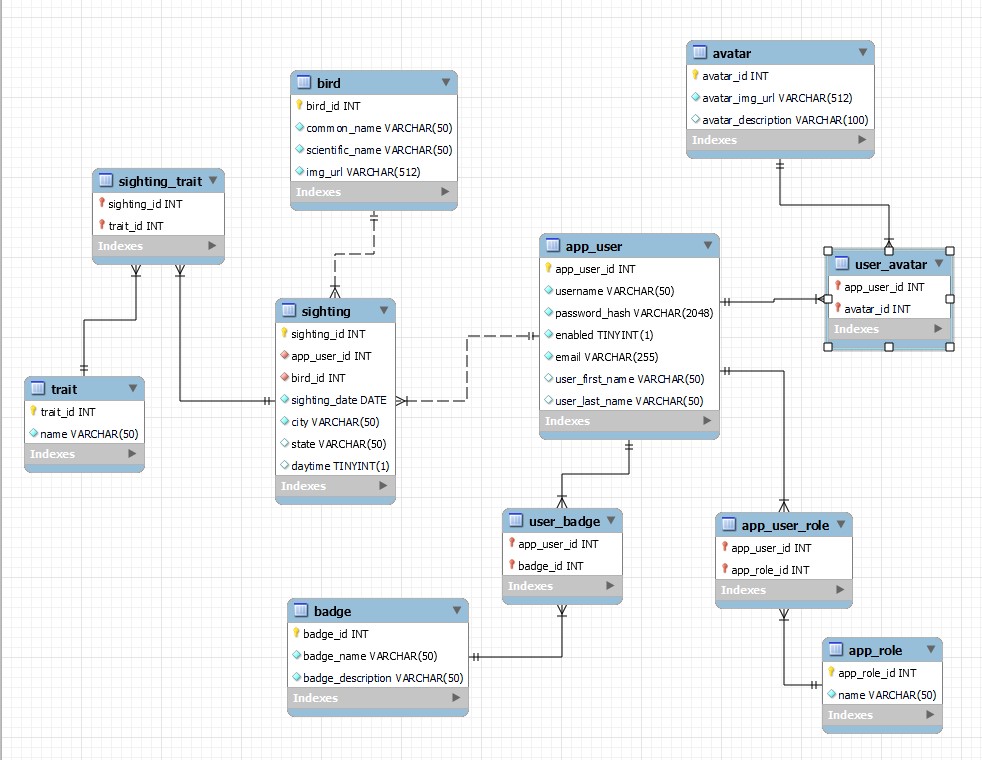 avatar
avatar_id INT
avatar_img_url VARCHAR(512)
avatar_description VARCHAR(100)
Indexes
bird
bird_id INT
common_name VARCHAR(50)
scientific_name VARCHAR(50)
img_url VARCHAR(512)
Indexes
sighting_trait
sighting_id INT
trait_id INT
Indexes
app_user
app_user_id INT
username VARCHAR(50)
password_hash VARCHAR(2048)
enabled TINYINT(1)
email VARCHAR(255)
user_first_name VARCHAR(50)
user_last_name VARCHAR(50)
Indexes
user_avatar
app_user_id INT
avatar_id INT
Indexes
sighting
sighting_id INT
app_user_id INT
bird_id INT
sighting_date DATE
city VARCHAR(50)
state VARCHAR(50)
daytime TINYINT(1)
Indexes
trait
trait_id INT
name VARCHAR(50)
Indexes
user_badge
app_user_id INT
badge_id INT
Indexes
app_user_role
app_user_id INT
app_role_id INT
Indexes
badge
badge_id INT
badge_name VARCHAR(50)
badge_description VARCHAR(50)
Indexes
app_role
app_role_id INT
name VARCHAR(50)
Indexes